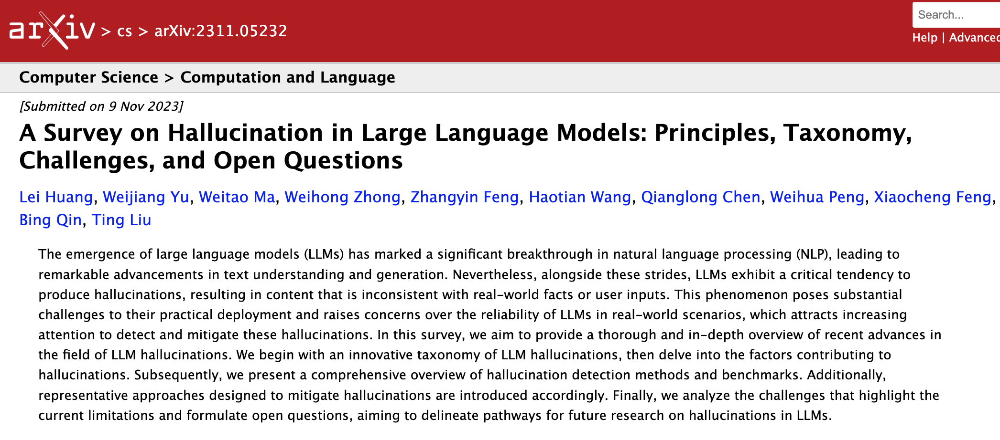 arXiv > cs > arXiv:2311.05232
Search...
Help | Advanced
Computer Science > Computation and Language
[Submitted on 9 Nov 2023]
A Survey on Hallucination in Large Language Models: Principles, Taxonomy,
Challenges, and Open Questions
Lei Huang, Weijiang Yu, Weitao Ma, Weihong Zhong, Zhangyin Feng, Haotian Wang, Qianglong Chen, Weihua Peng, Xiaocheng Feng,
Bing Qin, Ting Liu
The emergence of large language models (LLMs) has marked a significant breakthrough in natural language processing (NLP), leading to
remarkable advancements in text understanding and generation. Nevertheless, alongside these strides, LLMs exhibit a critical tendency to
produce hallucinations, resulting in content that is inconsistent with real-world facts or user inputs. This phenomenon poses substantial
challenges to their practical deployment and raises concerns over the reliability of LLMs in real-world scenarios, which attracts increasing
attention to detect and mitigate these hallucinations. In this survey, we aim to provide a thorough and in-depth overview of recent advances in
the field of LLM hallucinations. We begin with an innovative taxonomy of LLM hallucinations, then delve into the factors contributing to
hallucinations. Subsequently, we present a comprehensive overview of hallucination detection methods and benchmarks. Additionally,
representative approaches designed to mitigate hallucinations are introduced accordingly. Finally, we analyze the challenges that highlight the
current limitations and formulate open questions, aiming to delineate pathways for future research on hallucinations in LLMs.